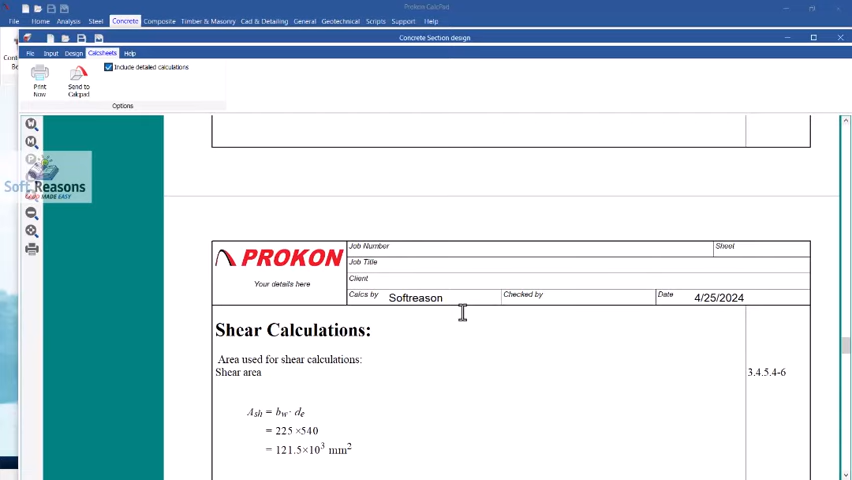 Prokon CalcPad
File Home Analysis Steel Concrete Composite Timber & Masonry Cad & Detailing General Geotechnical Scripts Support Help
Concrete Section design
File Input Design Calcsheets Help
Print Now
Send to Calcpad
Include detailed calculations
Options
Soft Reasons
MADE EASY
PROKON
Your details here
Job Number
Sheet
Job Title
Client
Calcs by Softreason
Checked by
Date 4/25/2024
Shear Calculations:
Area used for shear calculations:
Shear area 3.4.5.4-6
Ash = bw· de
= 225 ×540
= 121.5×10³ mm²